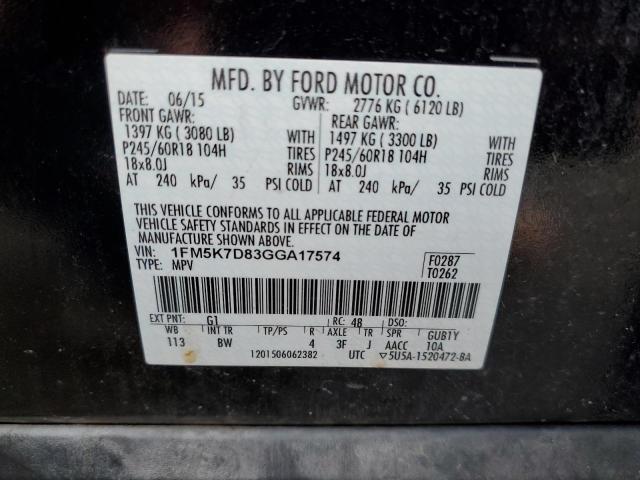 MFD. BY FORD MOTOR CO.
DATE: 06/15 GVWR: 2776 KG ( 6120 LB)
FRONT GAWR: REAR GAWR:
1397 KG ( 3080 LB) WITH 1497 KG ( 3300 LB) WITH
P245/60R18 104H TIRES P245/60R18 104H TIRES
18x8.0J RIMS 18x8.0J RIMS
AT 240 kPa/ 35 PSI COLD AT 240 kPa/ 35 PSI COLD
THIS VEHICLE CONFORMS TO ALL APPLICABLE FEDERAL MOTOR
VEHICLE SAFETY STANDARDS IN EFFECT ON THE DATE OF
MANUFACTURE SHOWN ABOVE.
VIN: 1FM5K7D83GGA17574 F0287
TYPE: MPV T0262
EXT PNT: G1 RC: 48 DSO:
WB INT TR TP/PS R AXLE TR SPR GUB1Y
113 BW 4 3F J AACC 10A
1201506062382 UTC ▽5U5A-1520472-BA